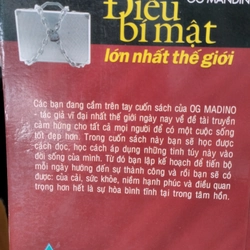 OG MANDINO
Điều
bí mật
lớn nhất thế giới
Các bạn đang cầm trên tay cuốn sách của OG MADINO
- tác giả vĩ đại nhất thế giới ngày nay về đề tài truyền
cảm hứng cho tất cả mọi người để có một cuộc sống
tốt đẹp hơn. Trong cuốn sách này bạn sẽ học được
cách đọc, học cách áp dụng những tinh túy này vào
đời sống của mình. Từ đó bạn lập kế hoạch để tiến bộ
mỗi ngày hướng đến sự thành công và rồi bạn sẽ có
được: của cải, sức khỏe, niềm hạnh phúc và điều quan
trọng hơn hết là sự hòa bình tĩnh tại trong tâm hồn.